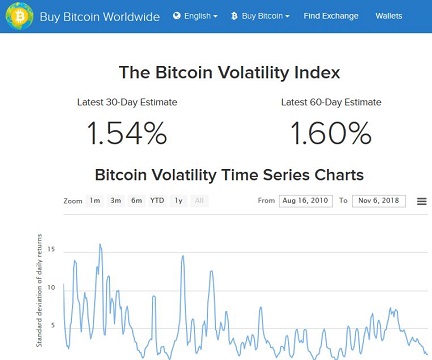 Buy Bitcoin Worldwide English Buy Bitcoin Find Exchange Wallets
The Bitcoin Volatility Index
Latest 30-Day Estimate Latest 60-Day Estimate
1.54% 1.60%
Bitcoin Volatility Time Series Charts
Zoom 1m 3m 6m YTD 1y All From Aug 16, 2010 To Nov 6, 2018
Standard deviation of daily returns
15
10
5